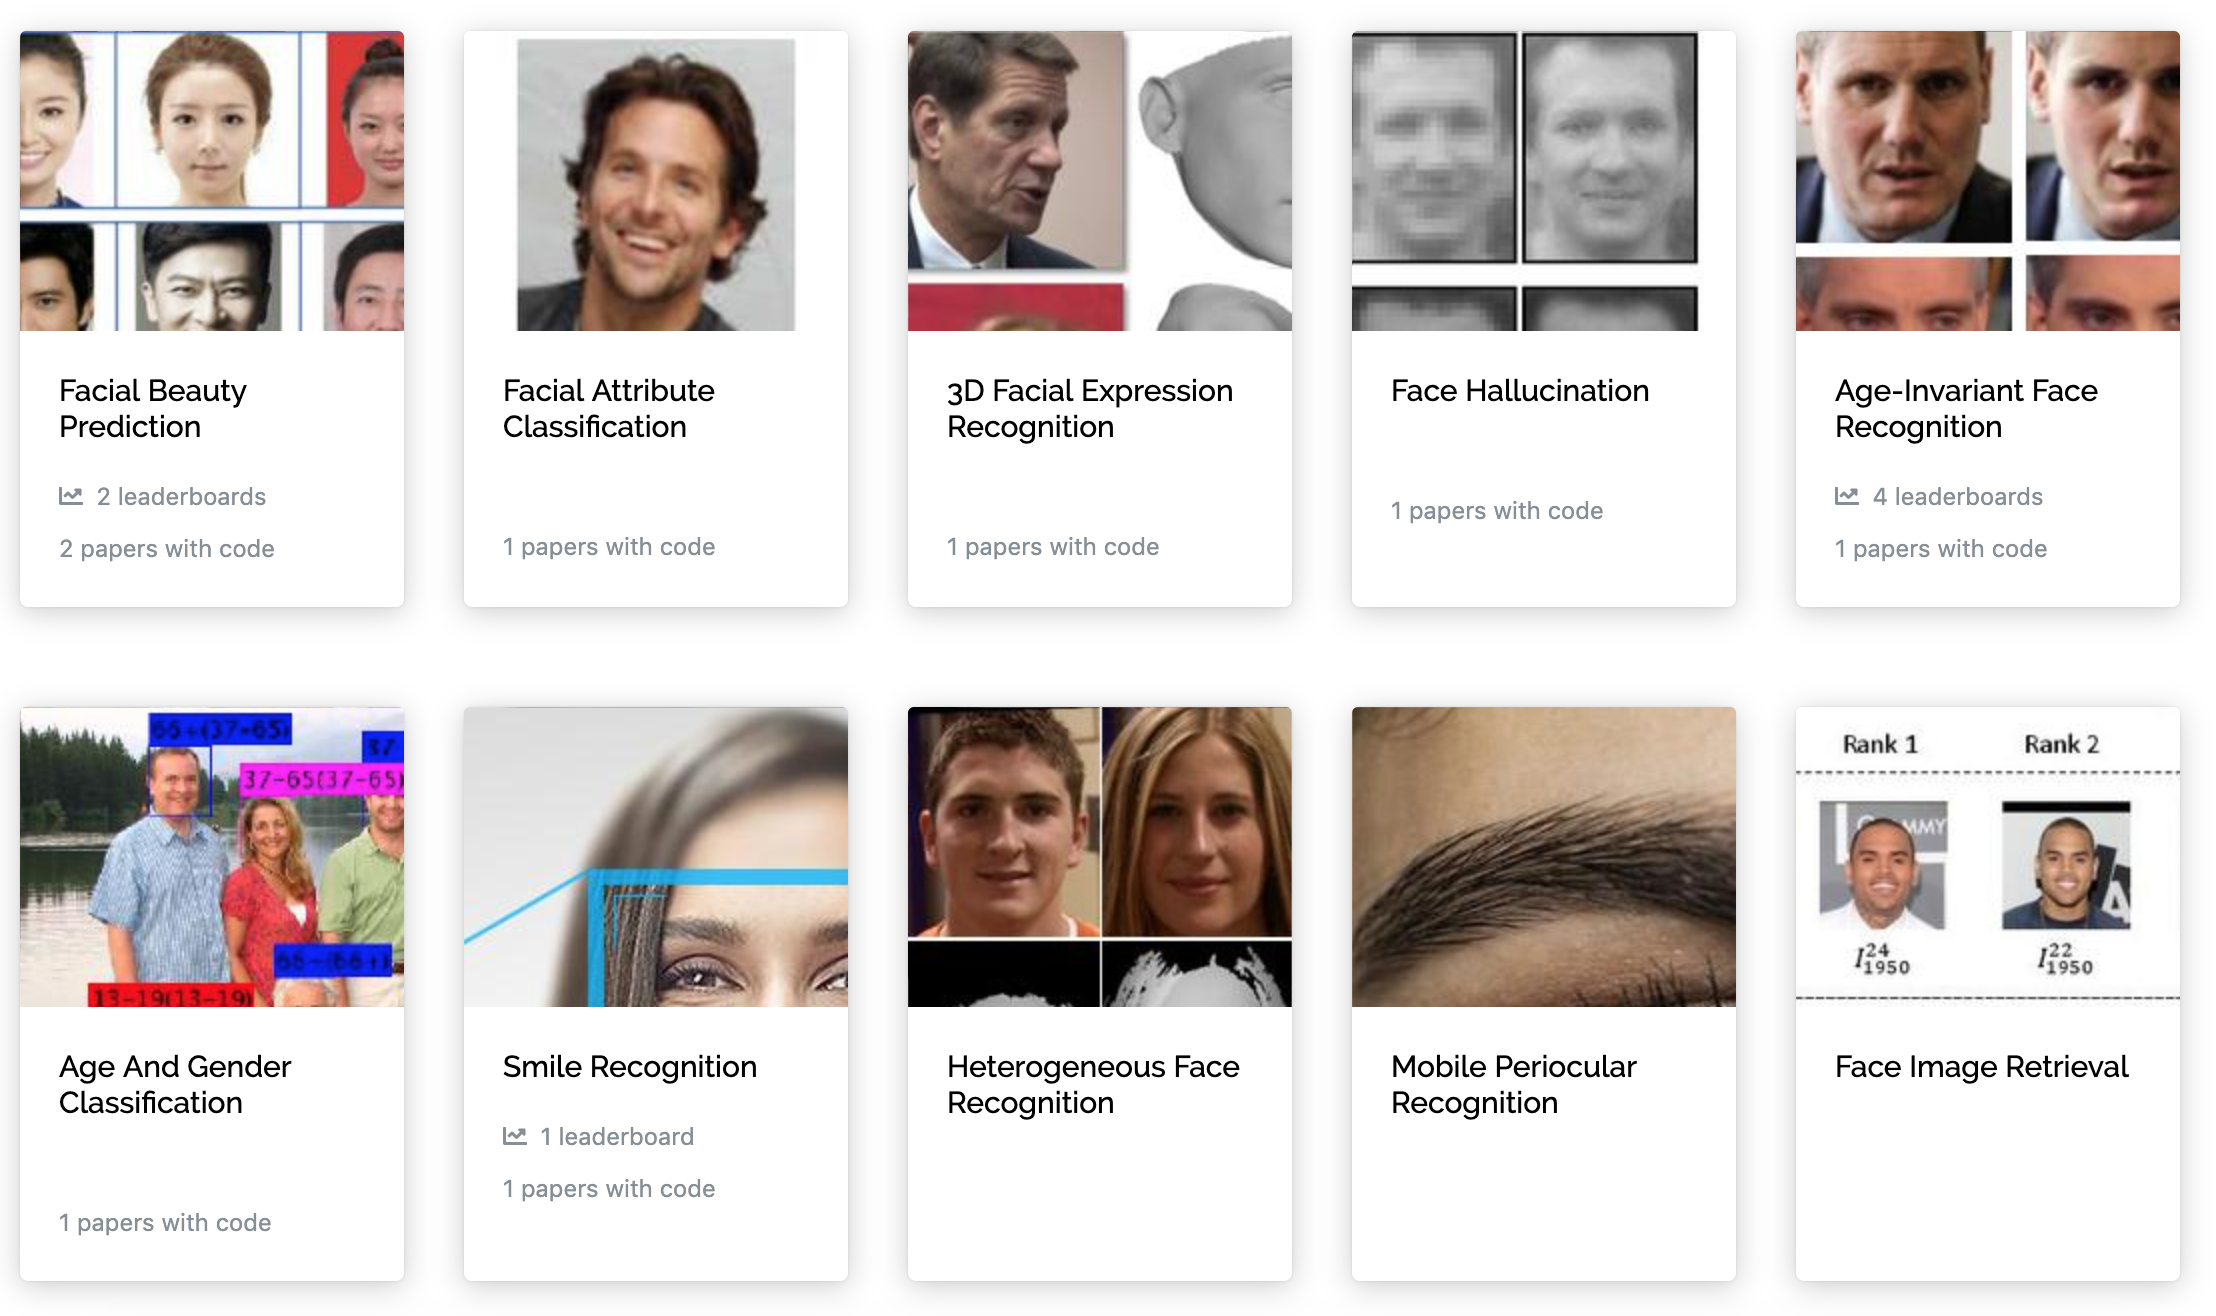 Facial Beauty
Prediction
2 leaderboards
2 papers with code
Facial Attribute
Classification
1 papers with code
3D Facial Expression
Recognition
1 papers with code
Face Hallucination
1 papers with code
Age-Invariant Face
Recognition
4 leaderboards
1 papers with code
66+(37-65)
37
37-65(37-65)
66-(66+)
13-19(13-19)
Age And Gender
Classification
1 papers with code
Smile Recognition
1 leaderboard
1 papers with code
Heterogeneous Face
Recognition
Mobile Periocular
Recognition
Rank 1 Rank 2
GRAMMY
A
I 24 1950 I 22 1950
Face Image Retrieval